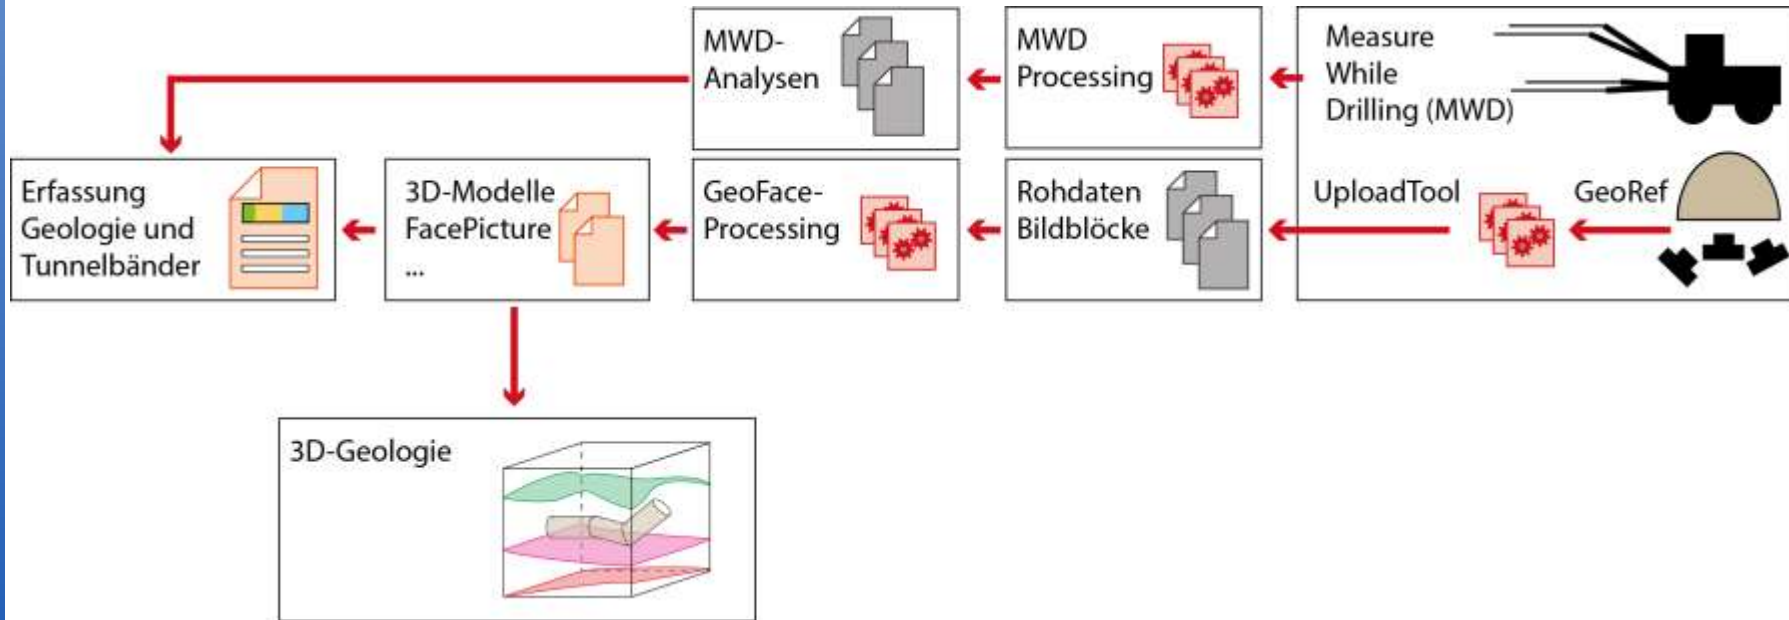 MWD-
Analysen
MWD
Processing
Measure
While
Drilling (MWD)
Erfassung
Geologie und
Tunnelbänder
3D-Modelle
FacePicture
...
GeoFace-
Processing
Rohdaten
Bildblöcke
UploadTool
GeoRef
3D-Geologie